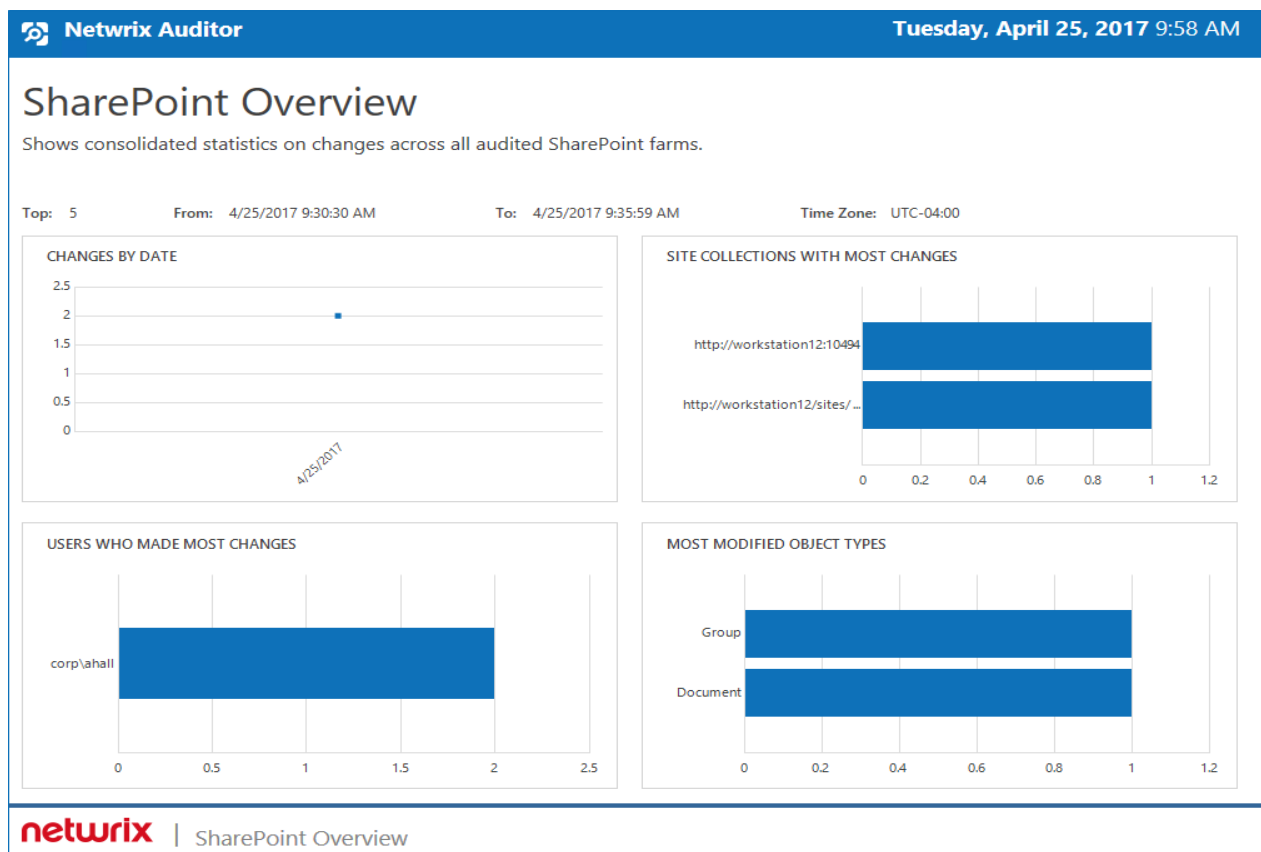 Netwrix Auditor
Tuesday, April 25, 2017 9:58 AM
SharePoint Overview
Shows consolidated statistics on changes across all audited SharePoint farms.
Top: 5 From: 4/25/2017 9:30:30 AM To: 4/25/2017 9:35:59 AM Time Zone: UTC-04:00
CHANGES BY DATE
2.5
2
1.5
1
0.5
0
4/25/2017
SITE COLLECTIONS WITH MOST CHANGES
http://workstation12:10494
http://workstation12/sites/ ...
0 0.2 0.4 0.6 0.8 1 1.2
USERS WHO MADE MOST CHANGES
corp\ahall
0 0.5 1 1.5 2 2.5
MOST MODIFIED OBJECT TYPES
Group
Document
0 0.2 0.4 0.6 0.8 1 1.2
netwrix | SharePoint Overview